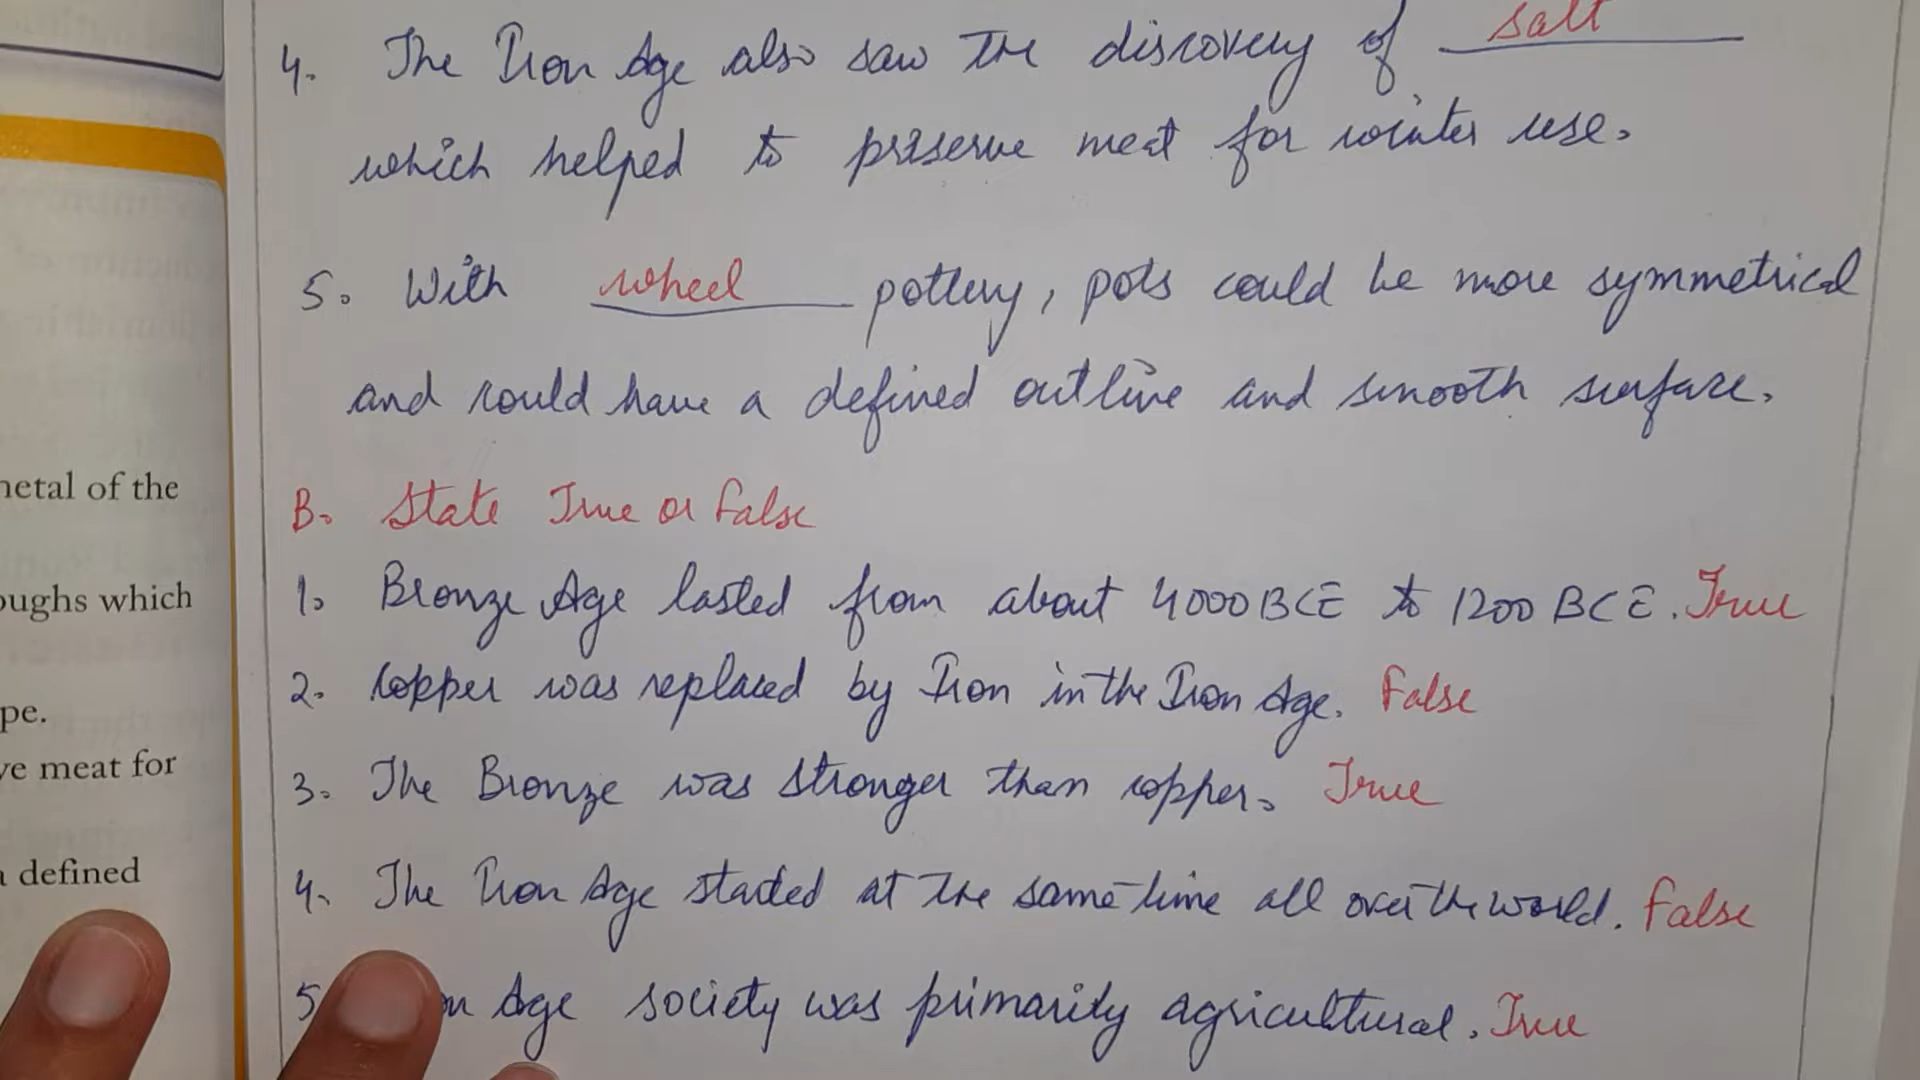 4. The Iron Age also saw the discovery of salt
which helped to preserve meat for winter use.
5. With wheel pottery, pots could be more symmetrical
and could have a defined outline and smooth surface.
B. State True or False
1. Bronze Age lasted from about 4000 BCE to 1200 BCE. True
2. Copper was replaced by Iron in the Iron Age. False
3. The Bronze was stronger than copper. True
4. The Iron Age started at the same time all over the world. False
5 n Age society was primarity agricultural. True
netal of the
oughs which
pe.
ve meat for
a defined